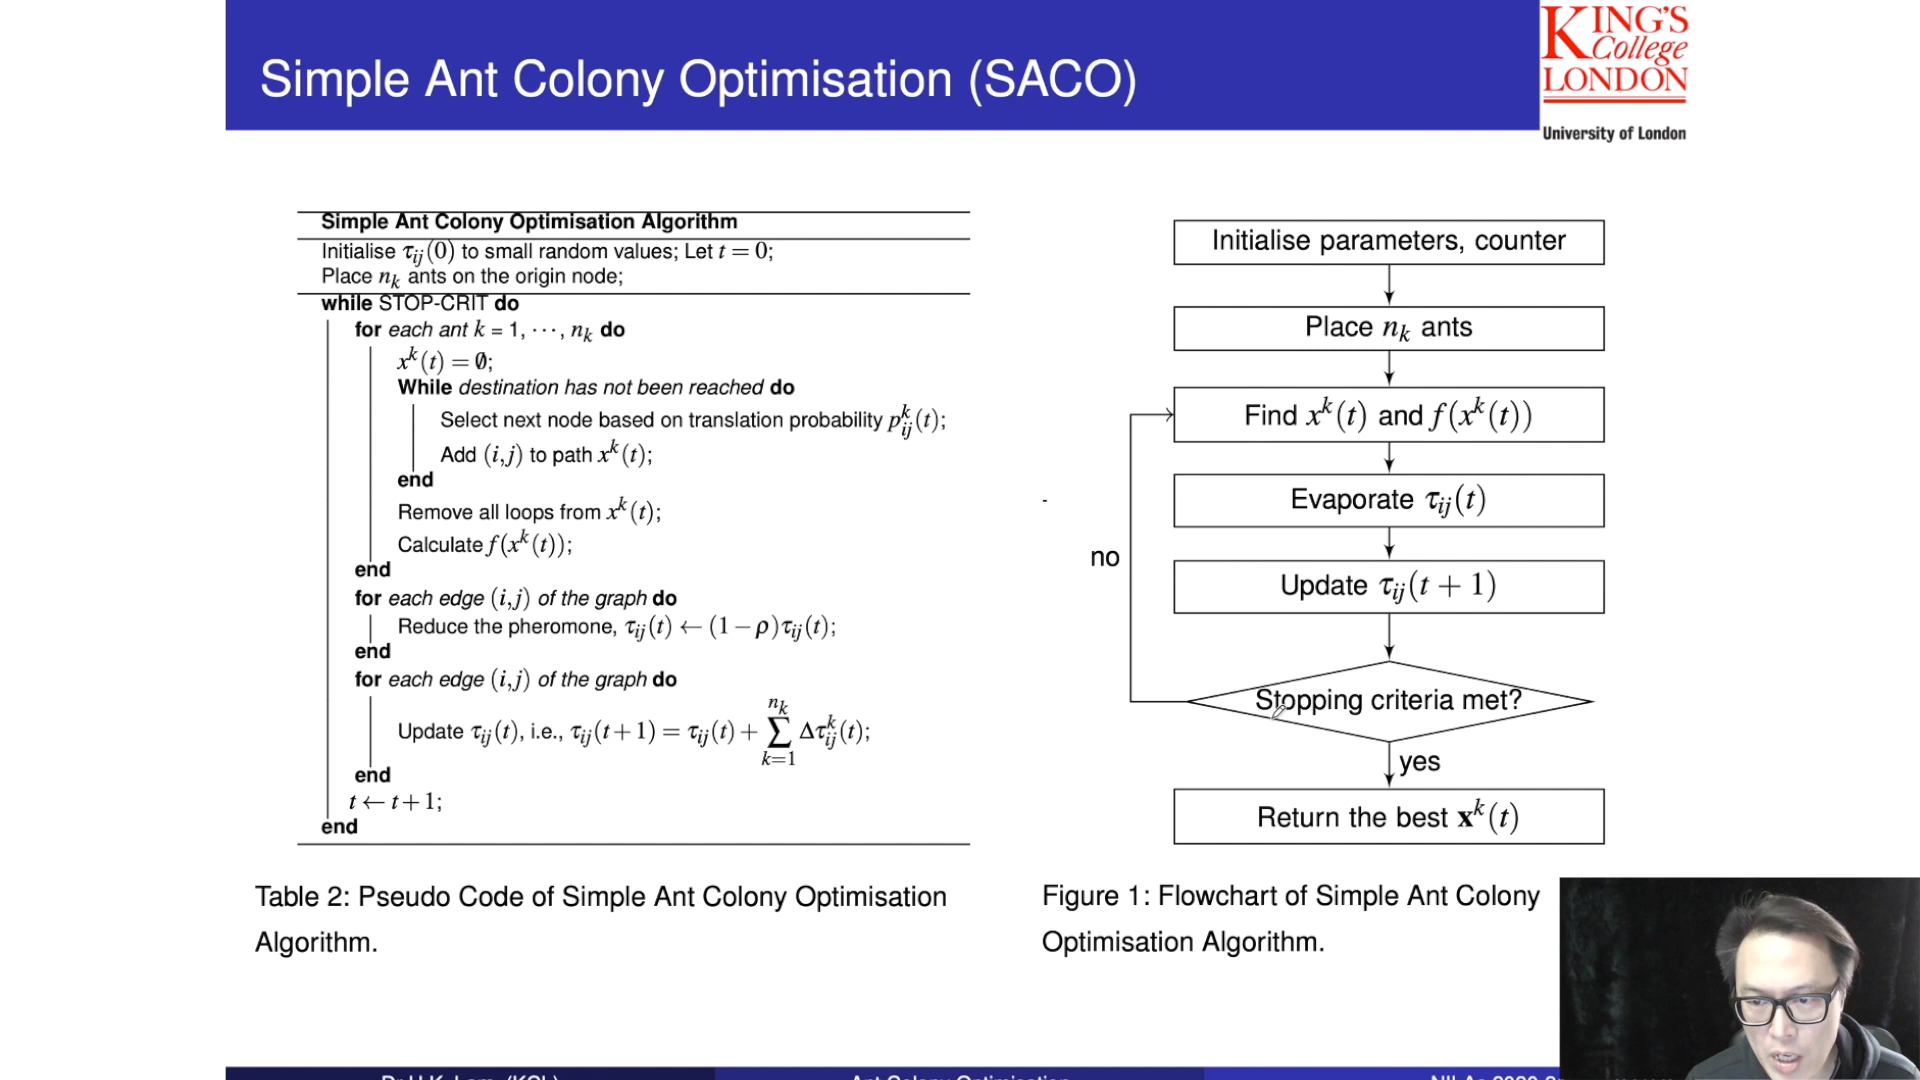 Simple Ant Colony Optimisation (SACO)
KING'S
College
LONDON
University of London
Simple Ant Colony Optimisation Algorithm
Initialise τij(0) to small random values; Let t = 0;
Place nk ants on the origin node;
while STOP-CRIT do
for each ant k = 1, ⋯, nk do
x^k(t) = ∅;
While destination has not been reached do
Select next node based on translation probability p^k_ij(t);
Add (i,j) to path x^k(t);
end
Remove all loops from x^k(t);
Calculate f(x^k(t));
end
for each edge (i,j) of the graph do
Reduce the pheromone, τij(t) ← (1−ρ)τij(t);
end
for each edge (i,j) of the graph do
Update τij(t), i.e., τij(t+1) = τij(t) + ∑_{k=1}^{nk} Δτ^k_ij(t);
end
t ← t+1;
end
Table 2: Pseudo Code of Simple Ant Colony Optimisation
Algorithm.
Initialise parameters, counter
Place nk ants
Find x^k(t) and f(x^k(t))
Evaporate τij(t)
no
Update τij(t+1)
Stopping criteria met?
yes
Return the best x^k(t)
Figure 1: Flowchart of Simple Ant Colony
Optimisation Algorithm.
Ant Colony Optimisation